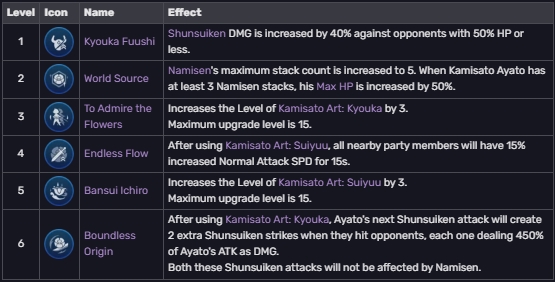 Level Icon Name Effect
1 Kyouka Fuushi Shunsuiken DMG is increased by 40% against opponents with 50% HP or
less.
2 World Source Namisen's maximum stack count is increased to 5. When Kamisato Ayato has
at least 3 Namisen stacks, his Max HP is increased by 50%.
3 To Admire the
Flowers
Increases the Level of Kamisato Art: Kyouka by 3.
Maximum upgrade level is 15.
4 Endless Flow After using Kamisato Art: Suiyuu, all nearby party members will have 15%
increased Normal Attack SPD for 15s.
5 Bansui Ichiro Increases the Level of Kamisato Art: Suiyuu by 3.
Maximum upgrade level is 15.
6 Boundless
Origin
After using Kamisato Art: Kyouka, Ayato's next Shunsuiken attack will create
2 extra Shunsuiken strikes when they hit opponents, each one dealing 450%
of Ayato's ATK as DMG.
Both these Shunsuiken attacks will not be affected by Namisen.